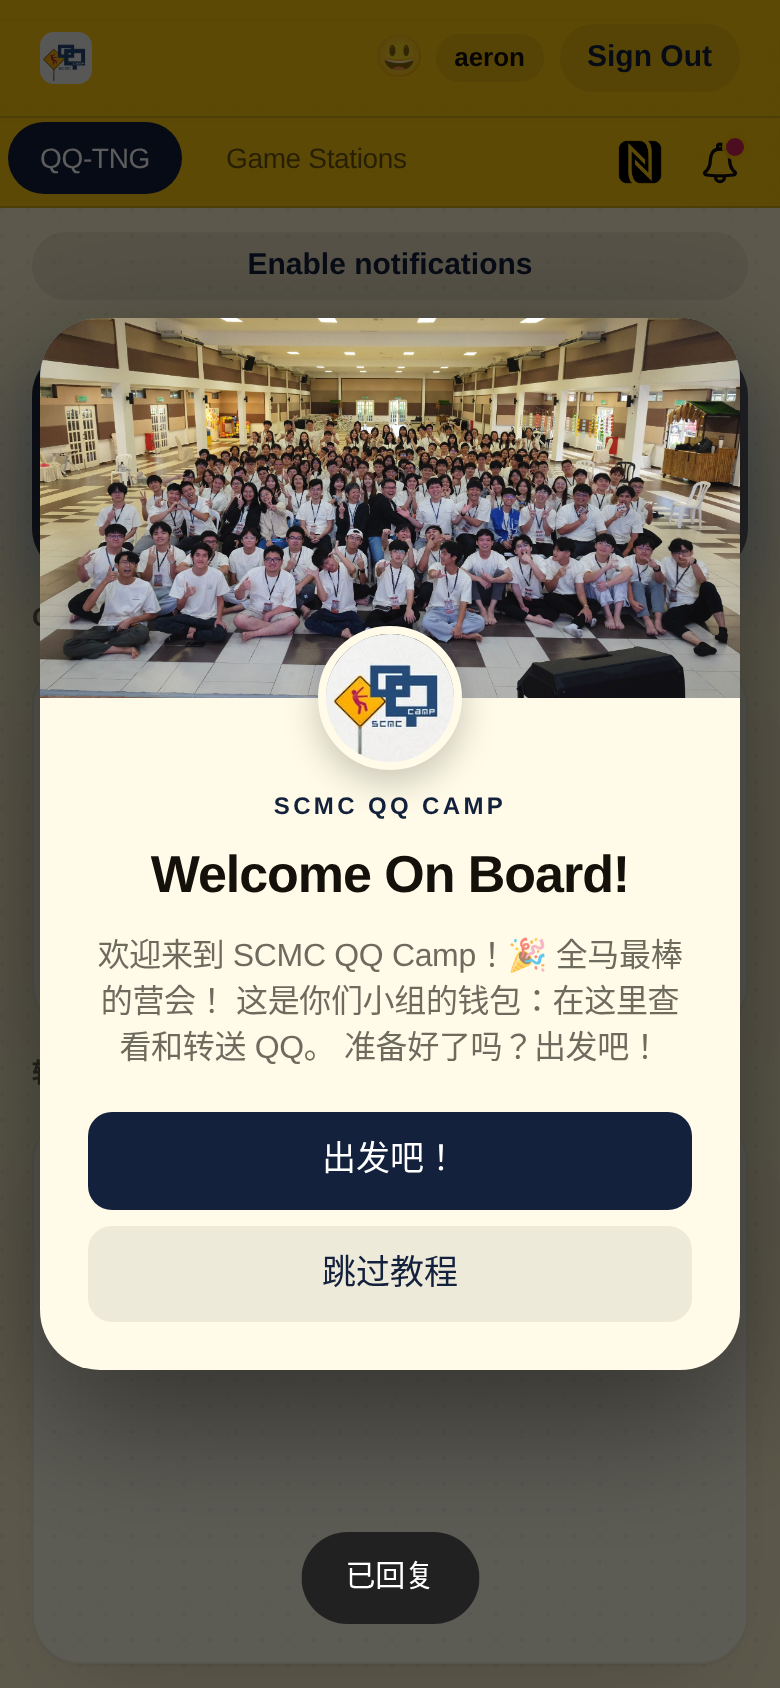 aeron
Sign Out
QQ-TNG
Game Stations
Enable notifications
SCMC
CAMP
SCMC QQ CAMP
Welcome On Board!
欢迎来到 SCMC QQ Camp！🎉 全马最棒
的营会！ 这是你们小组的钱包：在这里查
看和转送 QQ。 准备好了吗？出发吧！
出发吧！
跳过教程
已回复